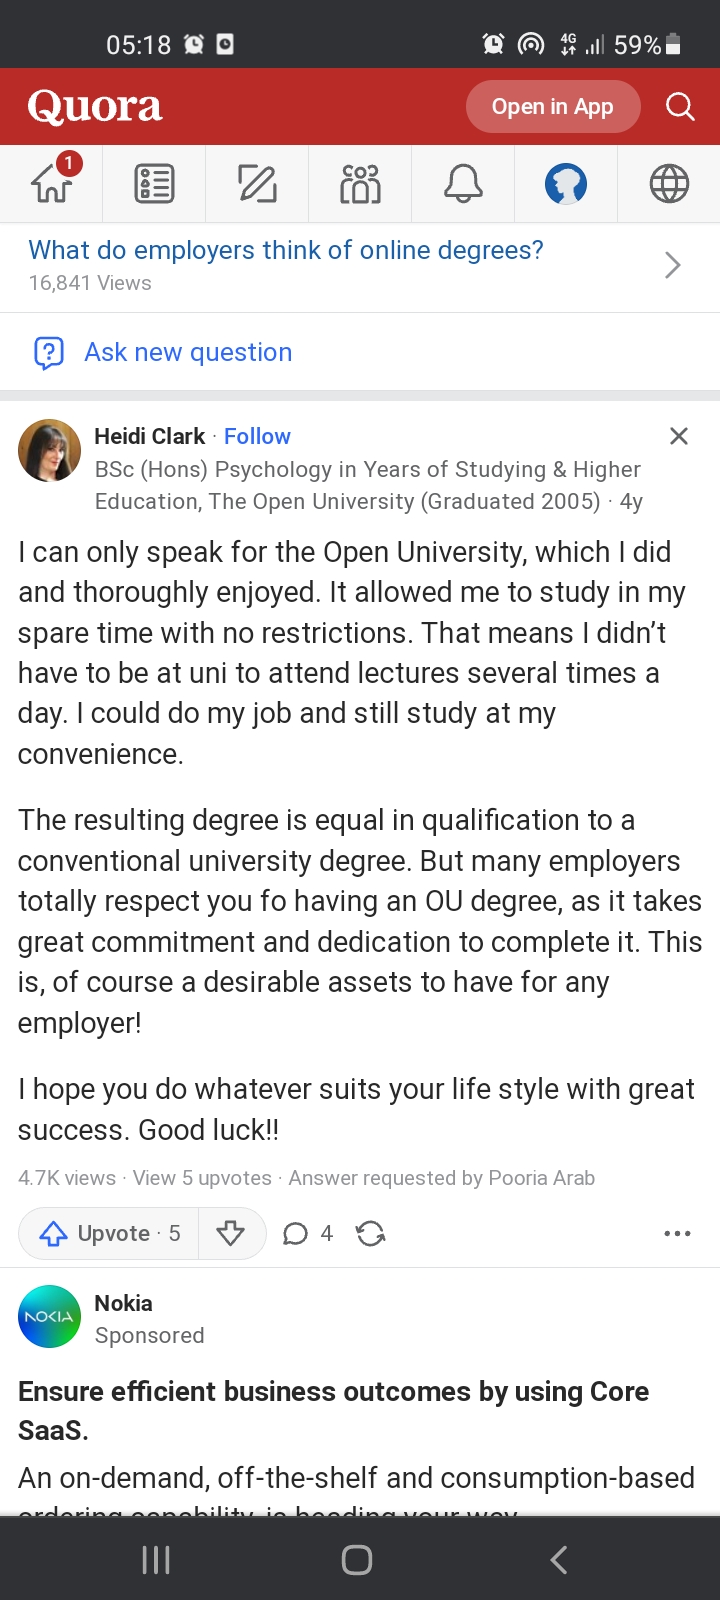 05:18
4G 59%
Quora
Open in App
1
What do employers think of online degrees?
16,841 Views
Ask new question
Heidi Clark · Follow
BSc (Hons) Psychology in Years of Studying & Higher
Education, The Open University (Graduated 2005) · 4y
I can only speak for the Open University, which I did
and thoroughly enjoyed. It allowed me to study in my
spare time with no restrictions. That means I didn’t
have to be at uni to attend lectures several times a
day. I could do my job and still study at my
convenience.
The resulting degree is equal in qualification to a
conventional university degree. But many employers
totally respect you fo having an OU degree, as it takes
great commitment and dedication to complete it. This
is, of course a desirable assets to have for any
employer!
I hope you do whatever suits your life style with great
success. Good luck!!
4.7K views · View 5 upvotes · Answer requested by Pooria Arab
Upvote · 5
4
NOKIA
Nokia
Sponsored
Ensure efficient business outcomes by using Core
SaaS.
An on-demand, off-the-shelf and consumption-based
ordering capability, is heading your way